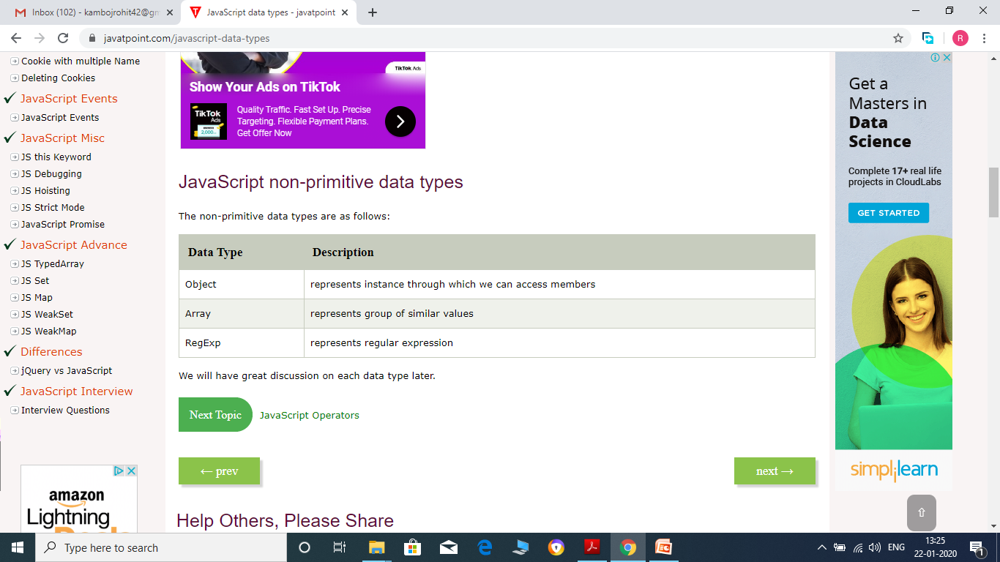 Inbox (102) - kambojrohit42@gm
JavaScript data types - javatpoint
javatpoint.com/javascript-data-types
R
Cookie with multiple Name
Deleting Cookies
JavaScript Events
JavaScript Events
JavaScript Misc
JS this Keyword
JS Debugging
JS Hoisting
JS Strict Mode
JavaScript Promise
JavaScript Advance
JS TypedArray
JS Set
JS Map
JS WeakSet
JS WeakMap
Differences
jQuery vs JavaScript
JavaScript Interview
Interview Questions
amazon
Lightning
TikTok Ads
Show Your Ads on TikTok
TikTok
Ads
2,000
Quality Traffic. Fast Set Up. Precise
Targeting. Flexible Payment Plans.
Get Offer Now
JavaScript non-primitive data types
The non-primitive data types are as follows:
Data Type Description
Object represents instance through which we can access members
Array represents group of similar values
RegExp represents regular expression
We will have great discussion on each data type later.
Next Topic JavaScript Operators
← prev
next →
Help Others, Please Share
Get a
Masters in
Data
Science
Complete 17+ real life
projects in CloudLabs
GET STARTED
simplilearn
Type here to search
ENG
13:25
22-01-2020
1